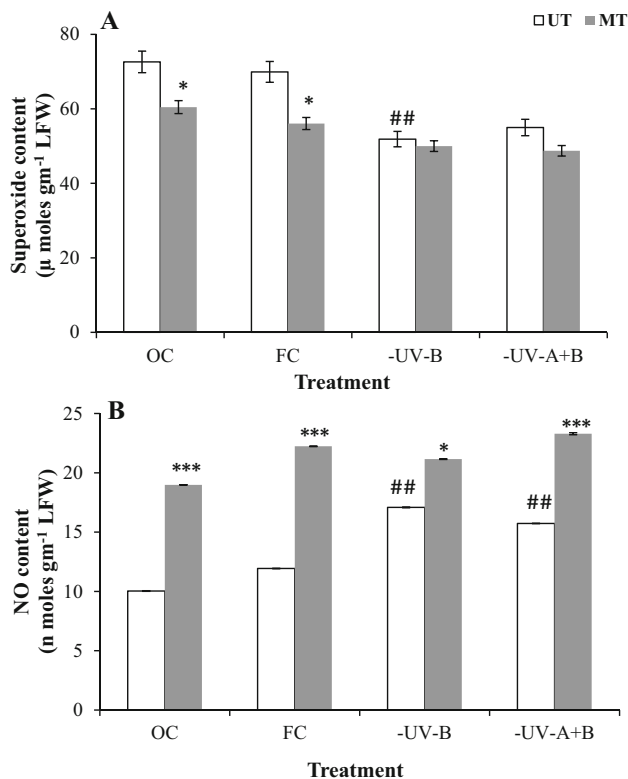 A
UT MT
Superoxide content
(μ moles gm⁻¹ LFW)
80
60
40
20
0
*
*
##
OC FC -UV-B -UV-A+B
Treatment
B
NO content
(n moles gm⁻¹ LFW)
25
20
15
10
5
0
***
***
##
*
##
***
OC FC -UV-B -UV-A+B
Treatment